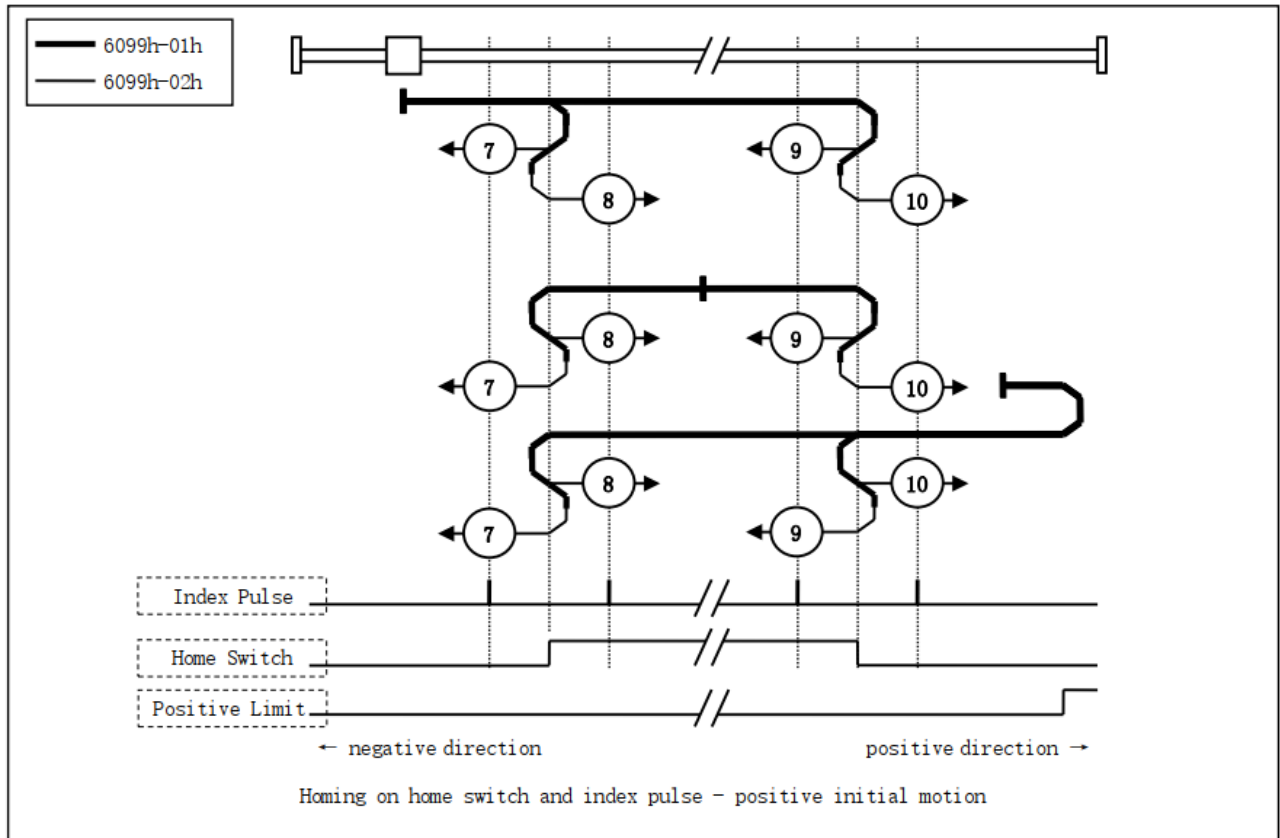 6099h-01h
6099h-02h
7
9
8
10
8
9
7
10
8
10
7
9
Index Pulse
Home Switch
Positive Limit
← negative direction
positive direction →
Homing on home switch and index pulse － positive initial motion